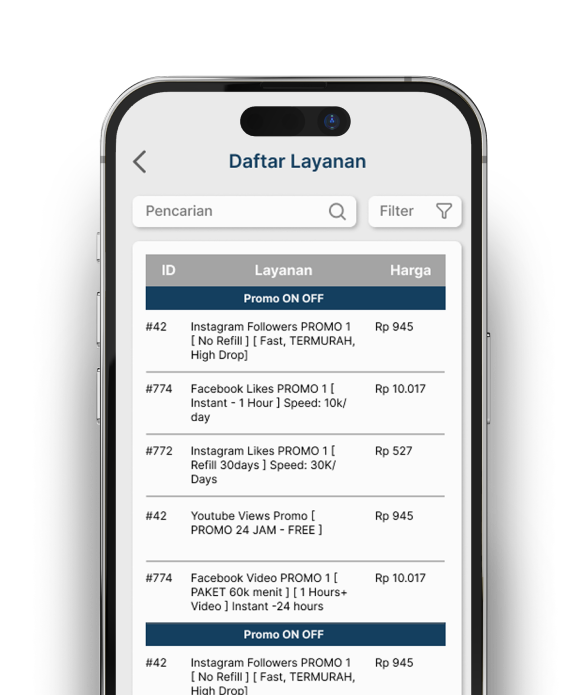 Daftar Layanan
Pencarian
Filter
ID Layanan Harga
Promo ON OFF
#42 Instagram Followers PROMO 1 Rp 945
[ No Refill ] [ Fast, TERMURAH,
High Drop]
#774 Facebook Likes PROMO 1 [ Rp 10.017
Instant - 1 Hour ] Speed: 10k/
day
#772 Instagram Likes PROMO 1 [ Rp 527
Refill 30days ] Speed: 30K/
Days
#42 Youtube Views Promo [ Rp 945
PROMO 24 JAM - FREE ]
#774 Facebook Video PROMO 1 [ Rp 10.017
PAKET 60k menit ] [ 1 Hours+
Video ] Instant -24 hours
Promo ON OFF
#42 Instagram Followers PROMO 1 Rp 945
[ No Refill ] [ Fast, TERMURAH,
High Drop]